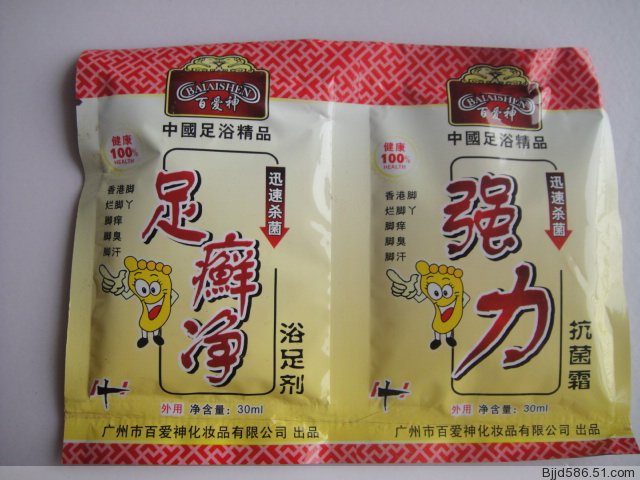 BAIAISHEN
百爱神
中國足浴精品
健康
100%
HEALTH
香港脚
烂脚丫
脚痒
脚臭
脚汗
迅速杀菌
足癣净
浴足剂
外用 净含量：30ml
广州市百爱神化妆品有限公司 出品
BAIAISHEN
百爱神
中國足浴精品
健康
100%
HEALTH
香港脚
烂脚丫
脚痒
脚臭
脚汗
迅速杀菌
强力
抗菌霜
外用 净含量：30ml
广州市百爱神化妆品有限公司 出品
Bjjd586.51.com